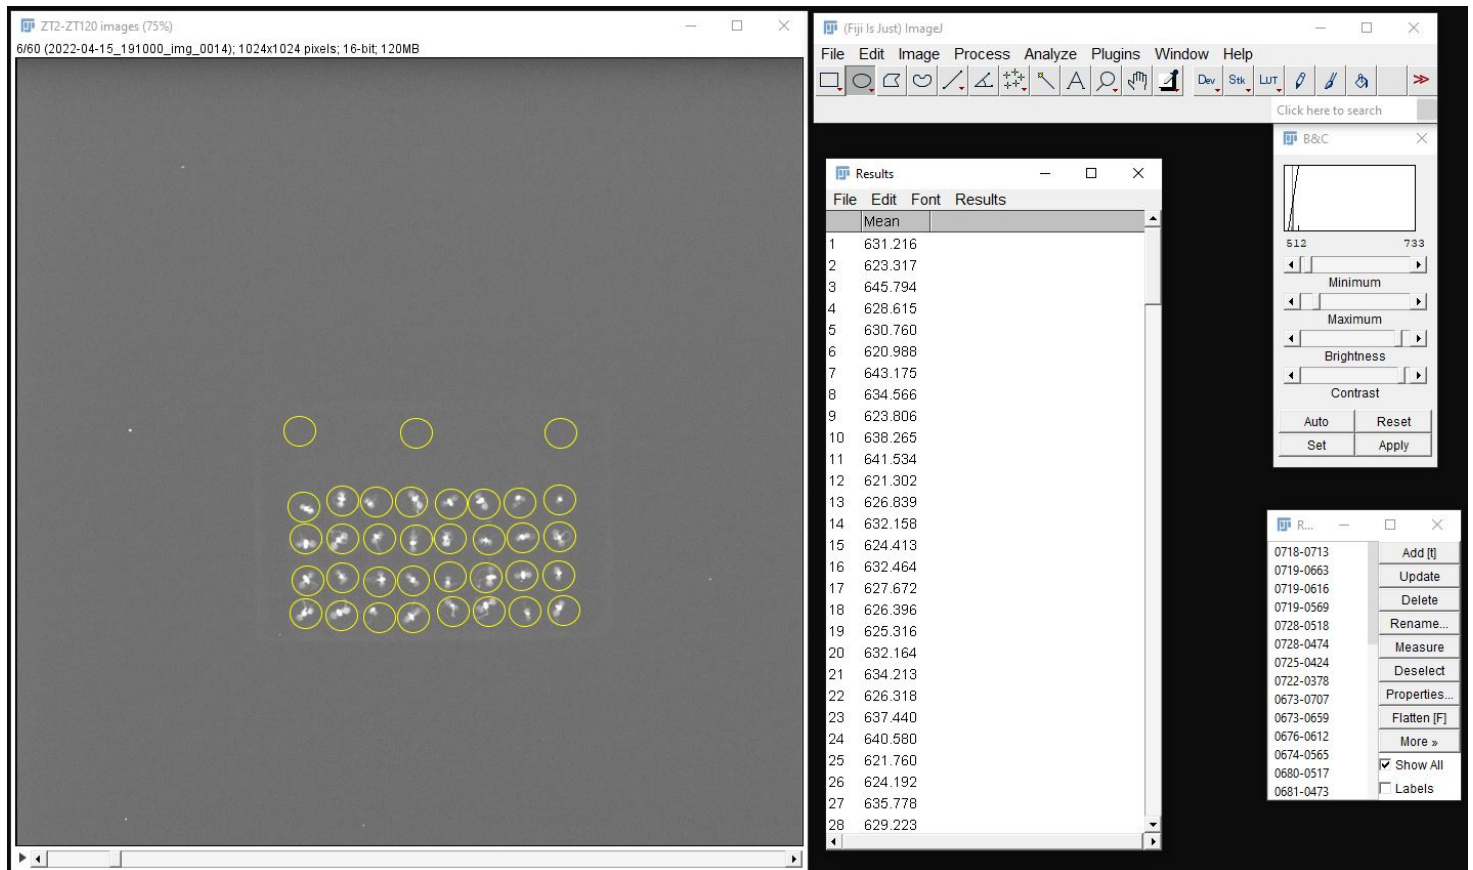 ZT2-ZT120 images (75%)
6/60 (2022-04-15_191000_img_0014); 1024x1024 pixels; 16-bit; 120MB
(Fiji Is Just) ImageJ
File Edit Image Process Analyze Plugins Window Help
Dev Stk LUT
Click here to search
Results
File Edit Font Results
Mean
1 631.216
2 623.317
3 645.794
4 628.615
5 630.760
6 620.988
7 643.175
8 634.566
9 623.806
10 638.265
11 641.534
12 621.302
13 626.839
14 632.158
15 624.413
16 632.464
17 627.672
18 626.396
19 625.316
20 632.164
21 634.213
22 626.318
23 637.440
24 640.580
25 621.760
26 624.192
27 635.778
28 629.223
B&C
512 733
Minimum
Maximum
Brightness
Contrast
Auto Reset
Set Apply
R...
0718-0713
0719-0663
0719-0616
0719-0569
0728-0518
0728-0474
0725-0424
0722-0378
0673-0707
0673-0659
0676-0612
0674-0565
0680-0517
0681-0473
Add [t]
Update
Delete
Rename...
Measure
Deselect
Properties...
Flatten [F]
More »
Show All
Labels